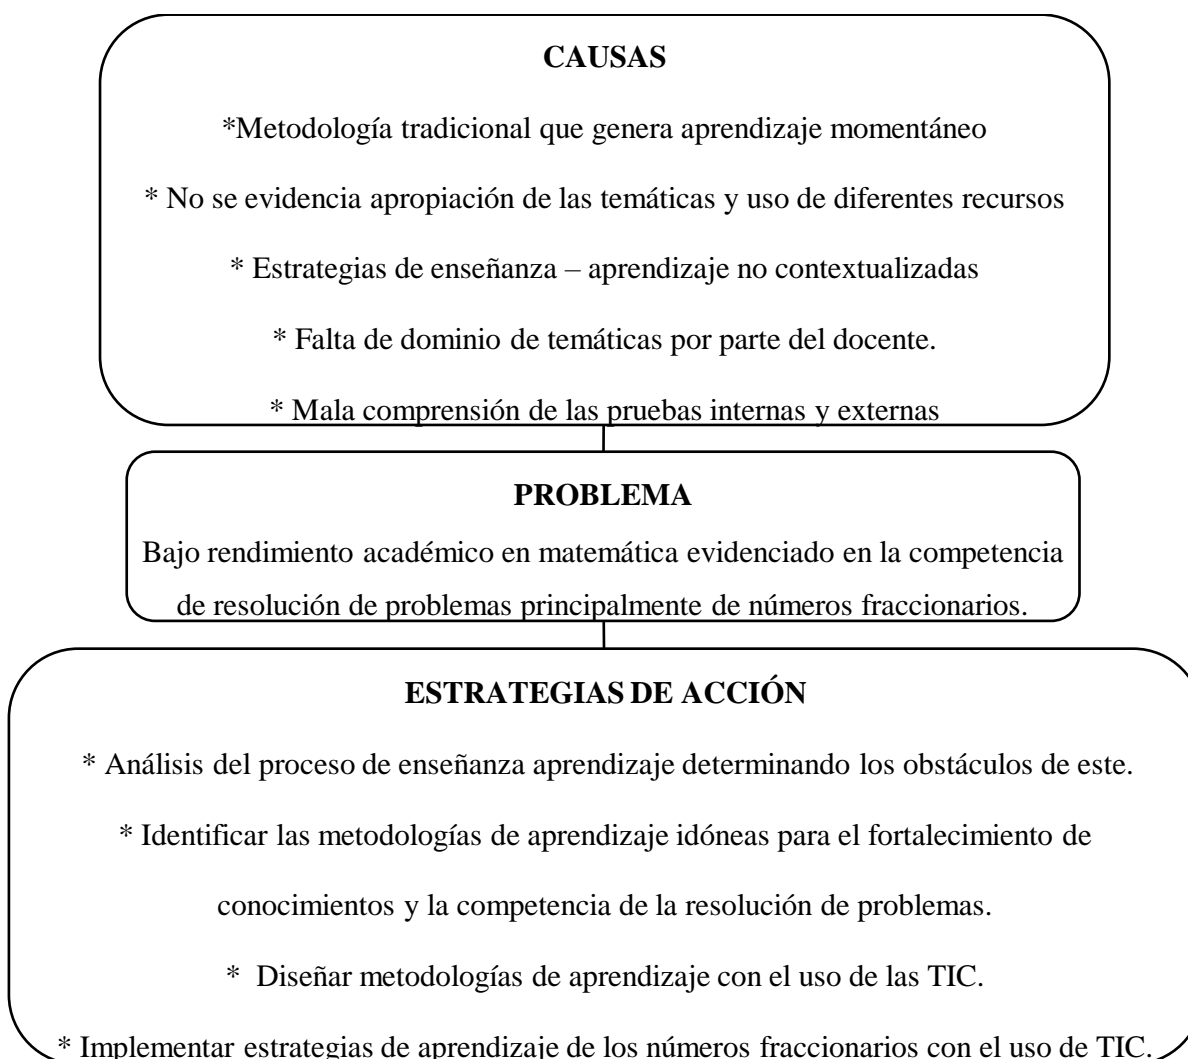 CAUSAS
*Metodología tradicional que genera aprendizaje momentáneo
* No se evidencia apropiación de las temáticas y uso de diferentes recursos
* Estrategias de enseñanza – aprendizaje no contextualizadas
* Falta de dominio de temáticas por parte del docente.
* Mala comprensión de las pruebas internas y externas
PROBLEMA
Bajo rendimiento académico en matemática evidenciado en la competencia
de resolución de problemas principalmente de números fraccionarios.
ESTRATEGIAS DE ACCIÓN
* Análisis del proceso de enseñanza aprendizaje determinando los obstáculos de este.
* Identificar las metodologías de aprendizaje idóneas para el fortalecimiento de
conocimientos y la competencia de la resolución de problemas.
* Diseñar metodologías de aprendizaje con el uso de las TIC.
* Implementar estrategias de aprendizaje de los números fraccionarios con el uso de TIC.